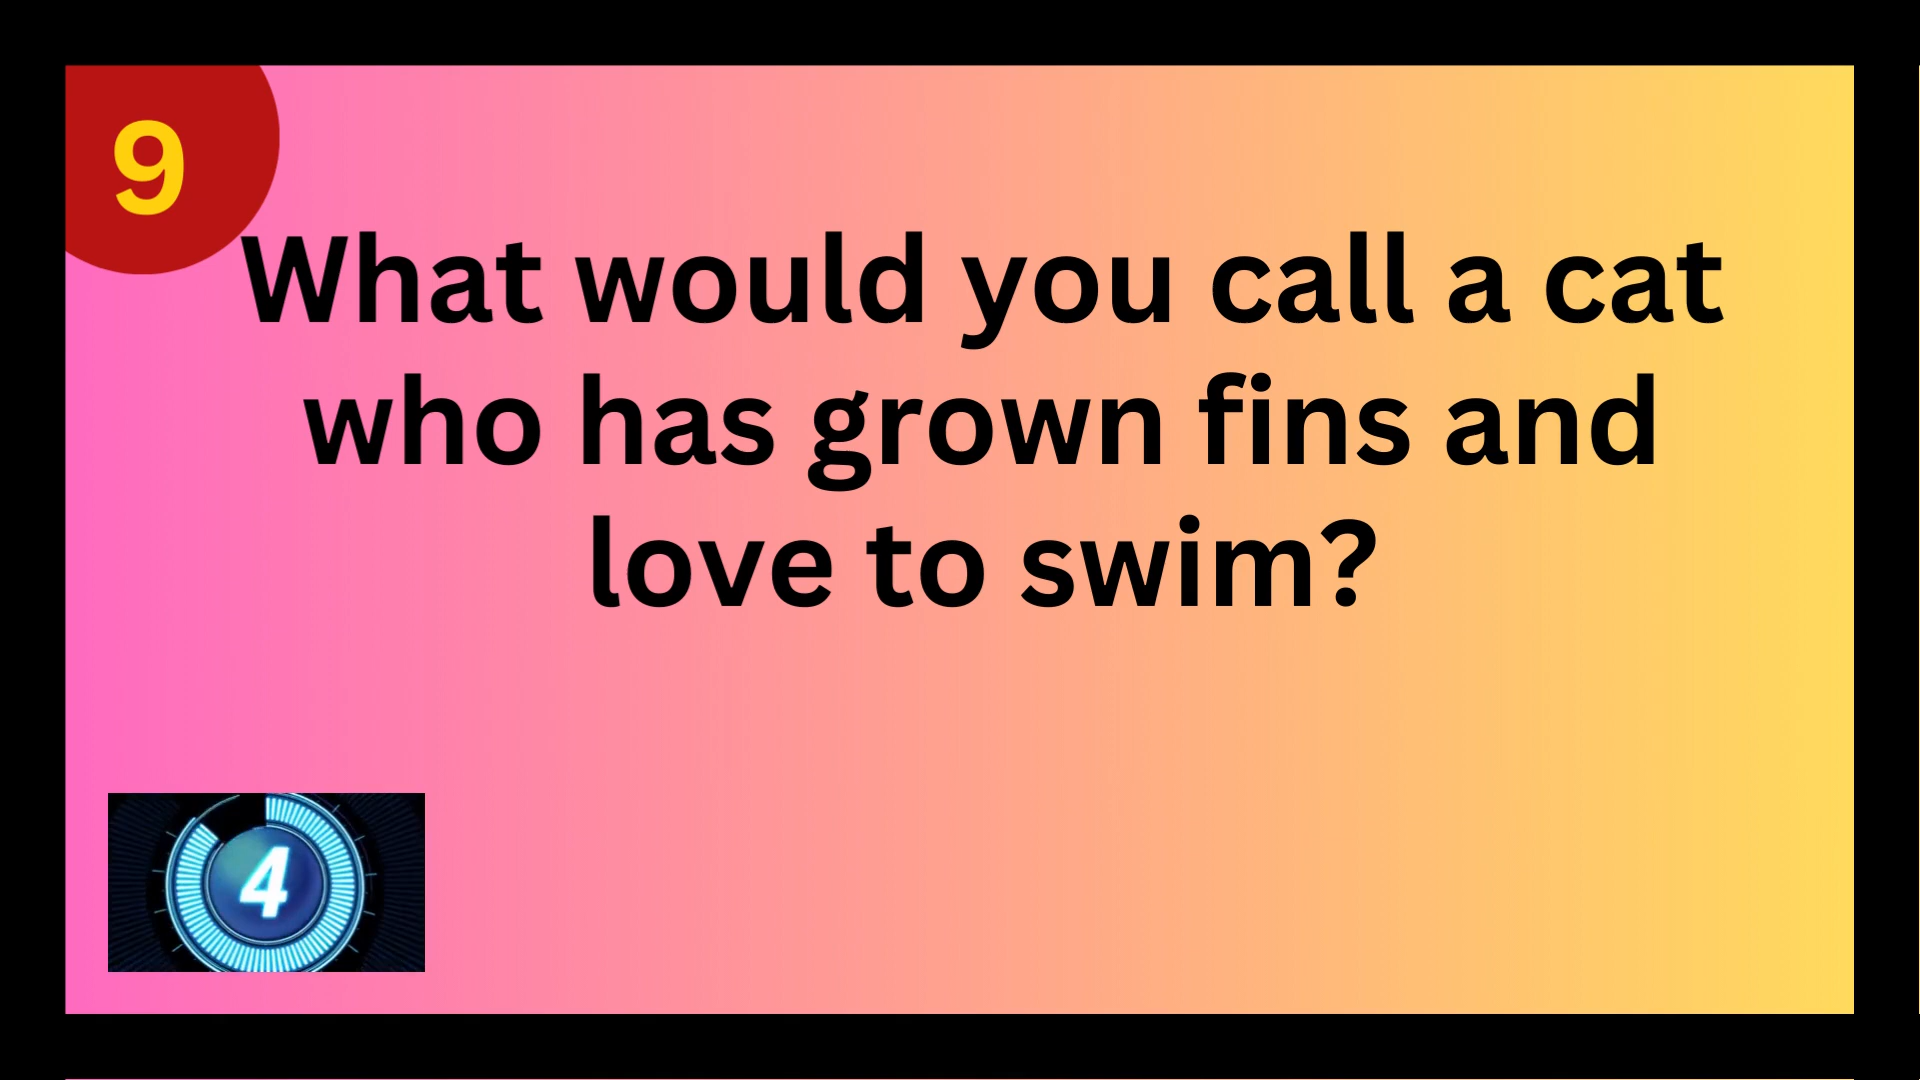 9
What would you call a cat
who has grown fins and
love to swim?
4